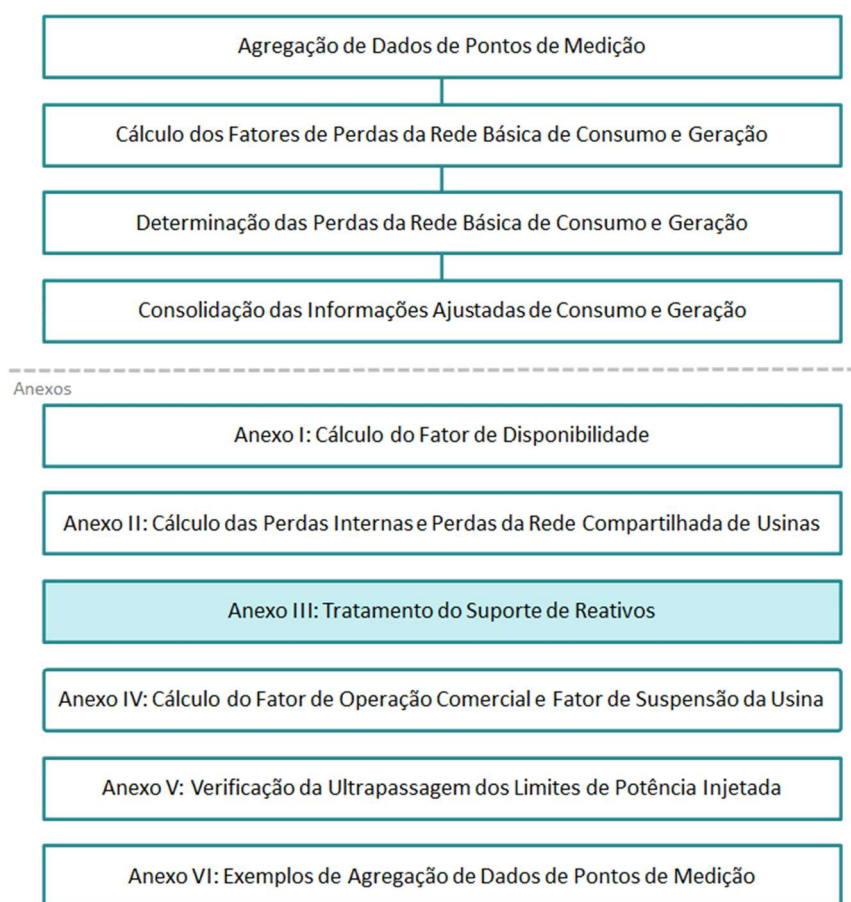 Agregação de Dados de Pontos de Medição
Cálculo dos Fatores de Perdas da Rede Básica de Consumo e Geração
Determinação das Perdas da Rede Básica de Consumo e Geração
Consolidação das Informações Ajustadas de Consumo e Geração
Anexos
Anexo I: Cálculo do Fator de Disponibilidade
Anexo II: Cálculo das Perdas Internas e Perdas da Rede Compartilhada de Usinas
Anexo III: Tratamento do Suporte de Reativos
Anexo IV: Cálculo do Fator de Operação Comercial e Fator de Suspensão da Usina
Anexo V: Verificação da Ultrapassagem dos Limites de Potência Injetada
Anexo VI: Exemplos de Agregação de Dados de Pontos de Medição